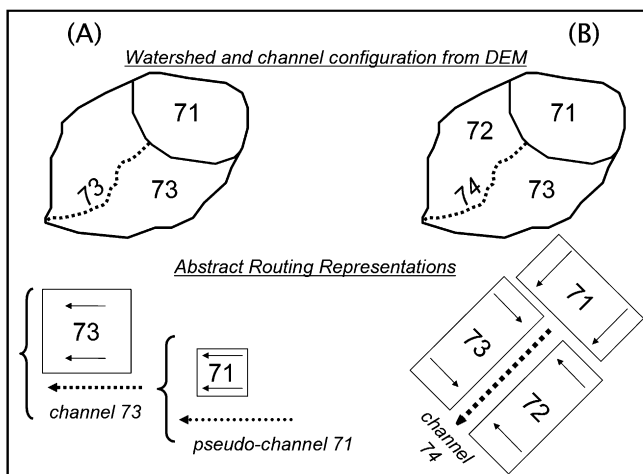 (A)
(B)
Watershed and channel configuration from DEM
71
73
73
71
72
74
73
Abstract Routing Representations
73
channel 73
71
pseudo-channel 71
71
73
72
channel
74